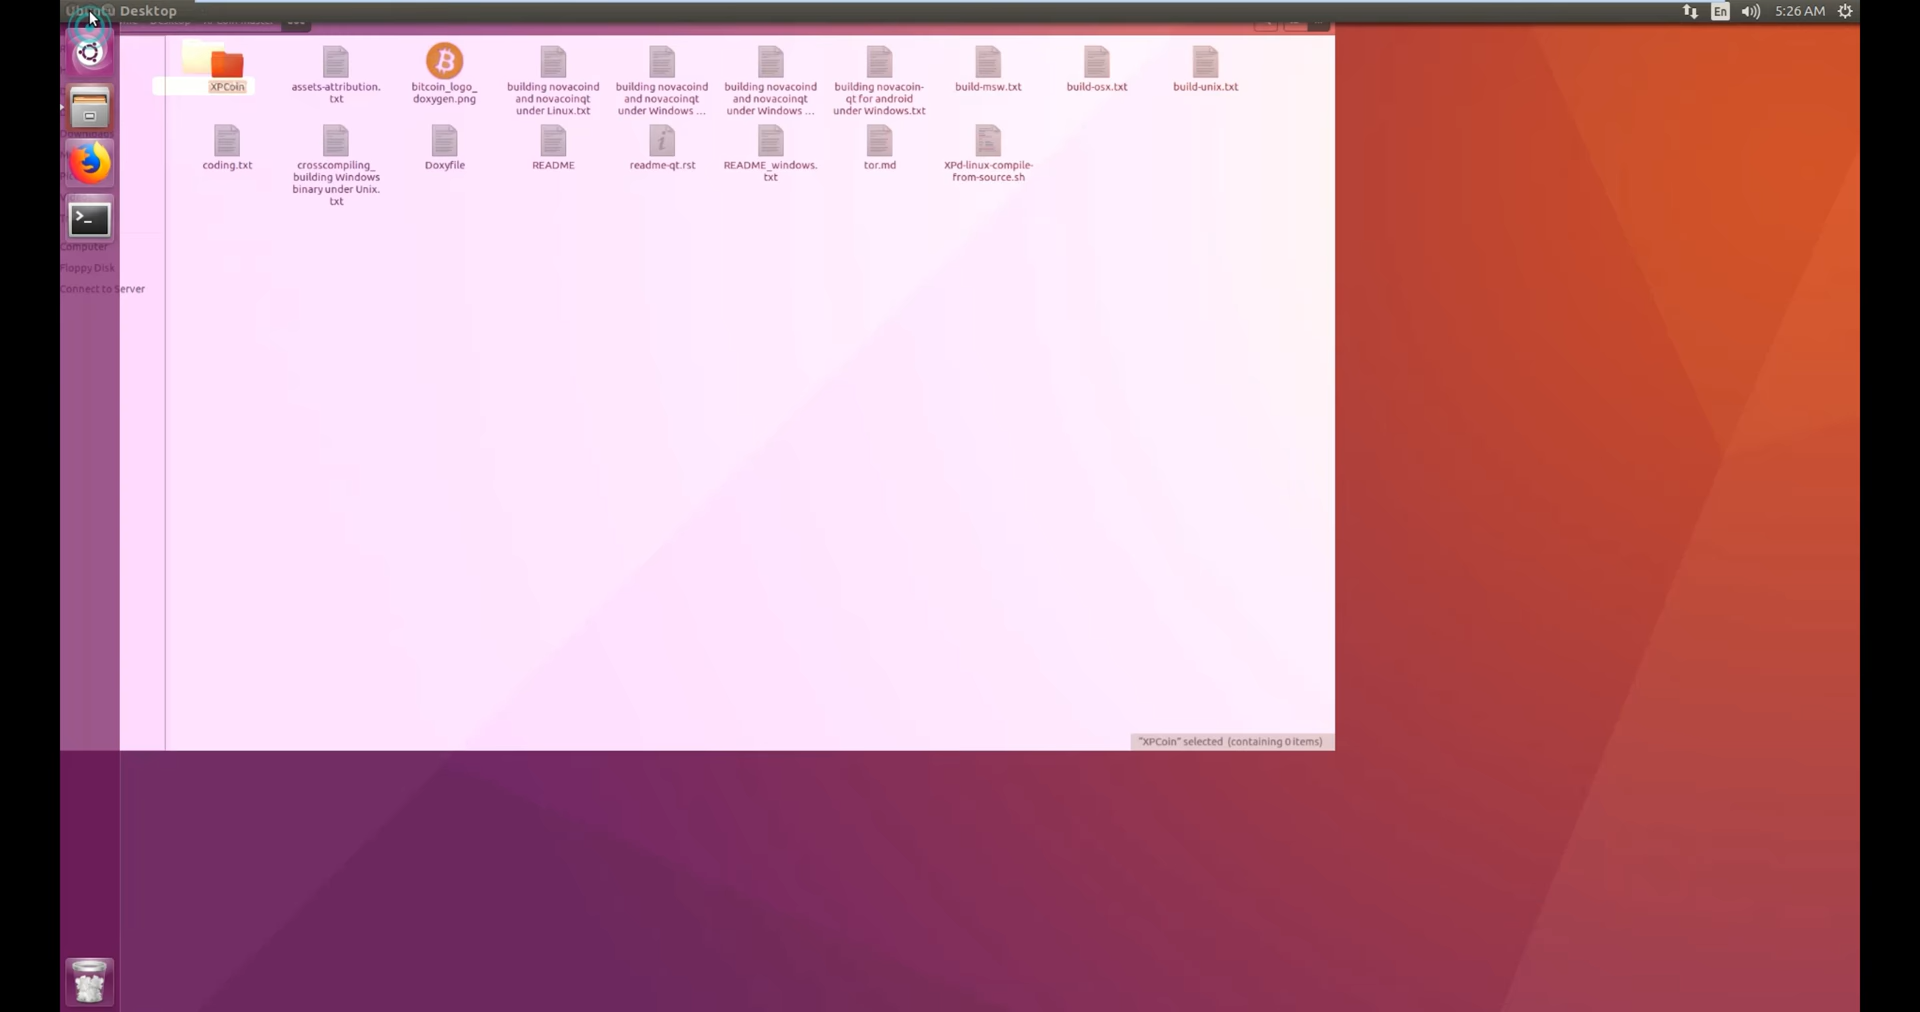 Ubuntu Desktop
En
5:26 AM
XPCoin
assets-attribution.
txt
bitcoin_logo_
doxygen.png
building novacoind
and novacoinqt
under Linux.txt
building novacoind
and novacoinqt
under Windows ...
building novacoind
and novacoinqt
under Windows ...
building novacoin-
qt for android
under Windows.txt
build-msw.txt
build-osx.txt
build-unix.txt
coding.txt
crosscompiling_
building Windows
binary under Unix.
txt
Doxyfile
README
readme-qt.rst
README_windows.
txt
tor.md
XPd-linux-compile-
from-source.sh
Computer
Floppy Disk
Connect to Server
"XPCoin" selected (containing 0 items)